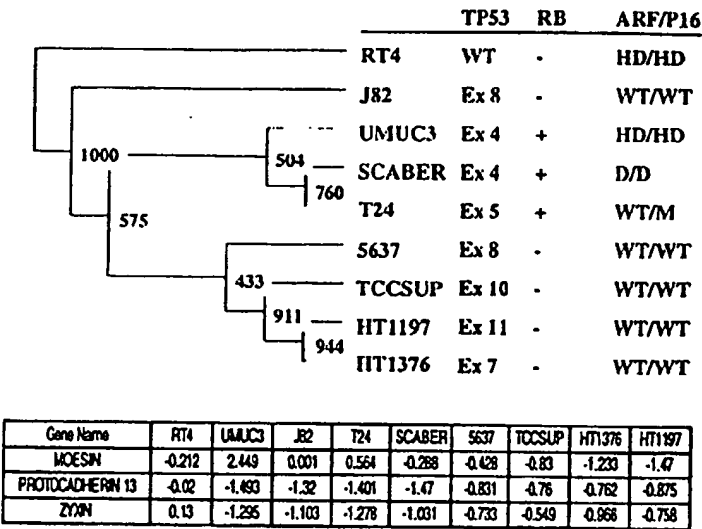 TP53 RB ARF/P16
RT4 WT - HD/HD
J82 Ex 8 - WT/WT
UMUC3 Ex 4 + HD/HD
1000 504 SCABER Ex 4 + D/D
760
575 T24 Ex 5 + WT/M
5637 Ex 8 - WT/WT
433 TCCSUP Ex 10 - WT/WT
911 HT1197 Ex 11 - WT/WT
944 HT1376 Ex 7 - WT/WT
Gene Name RT4 UMUC3 J82 T24 SCABER 5637 TCCSUP HT1376 HT1197
MOESIN -0.212 2.449 0.001 0.564 -0.288 -0.428 -0.83 -1.233 -1.47
PROTOCADHERIN 13 -0.02 -1.493 -1.32 -1.401 -1.47 -0.831 -0.76 -0.762 -0.875
ZYXIN 0.13 -1.295 -1.103 -1.278 -1.031 -0.733 -0.549 -0.966 -0.758